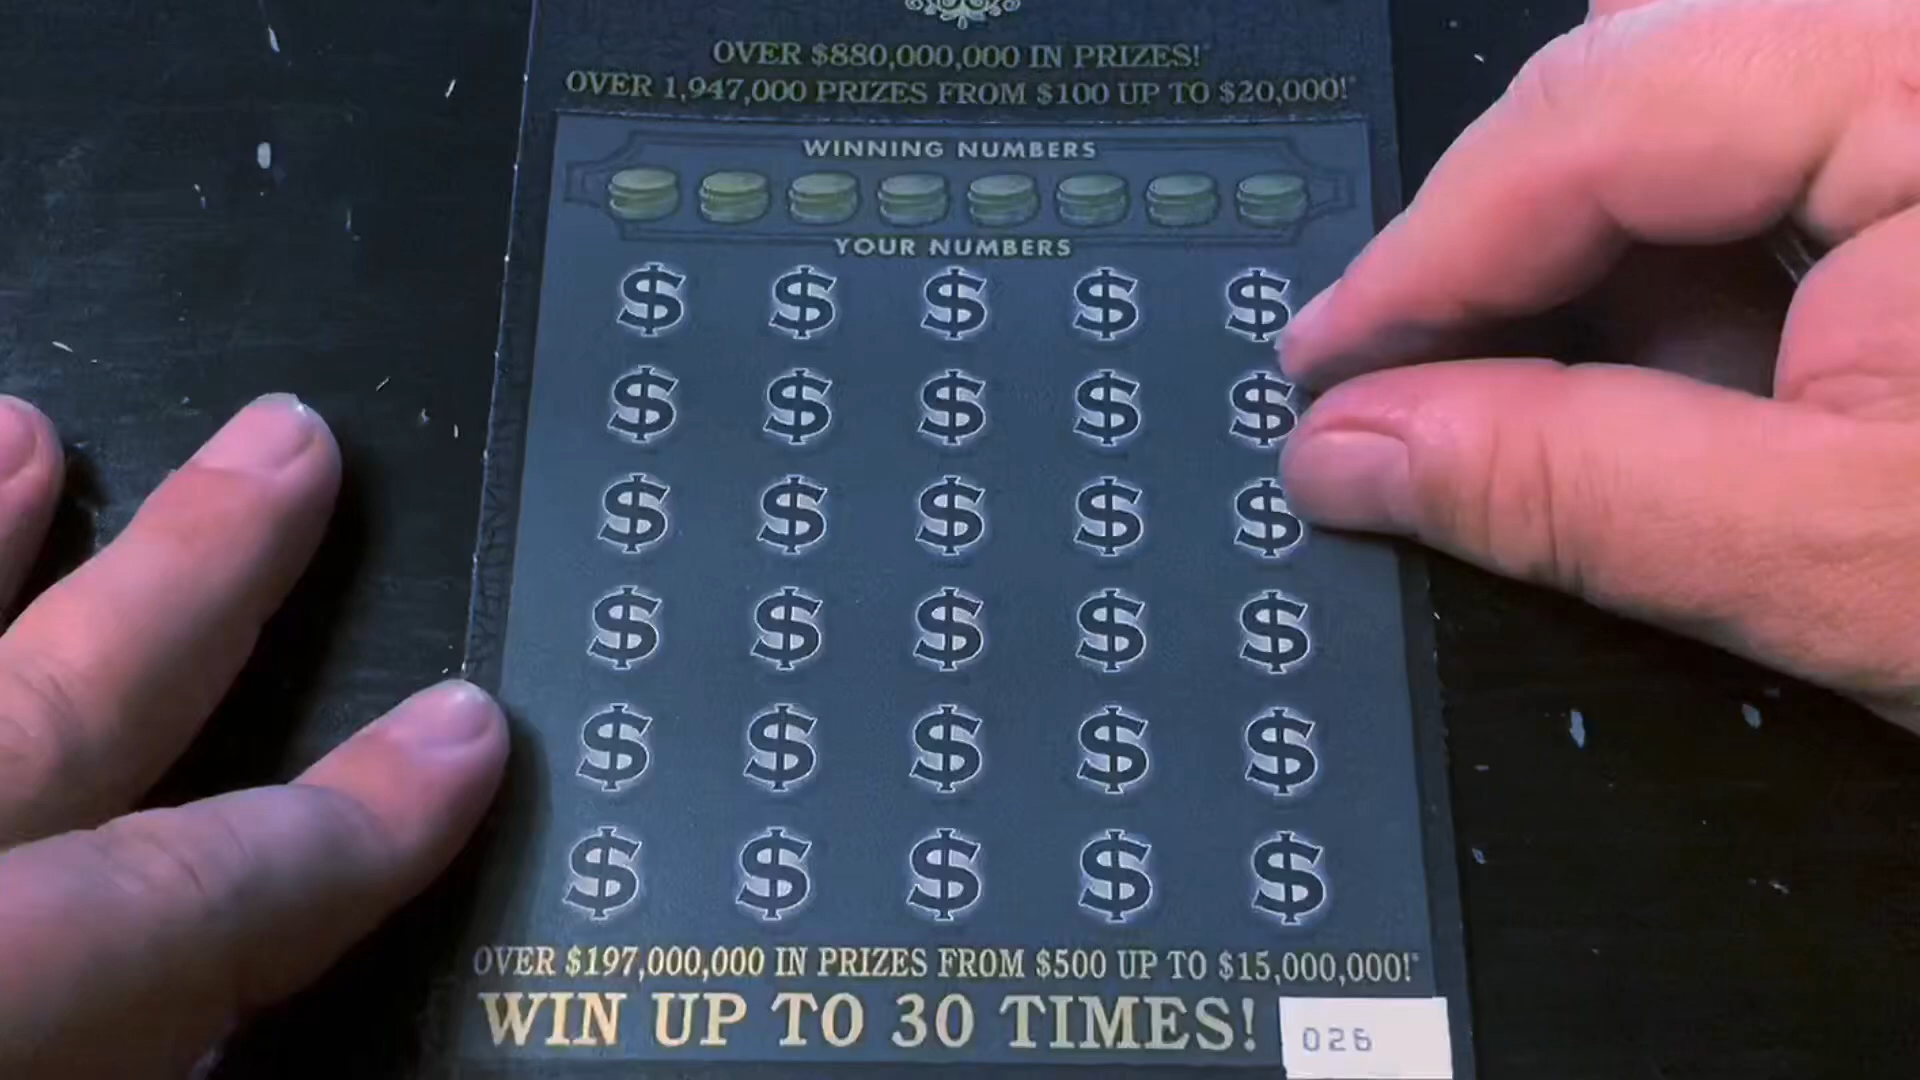 OVER $880,000,000 IN PRIZES!*
OVER 1,947,000 PRIZES FROM $100 UP TO $20,000!*
WINNING NUMBERS
YOUR NUMBERS
$ $ $ $ $
$ $ $ $ $
$ $ $ $ $
$ $ $ $ $
$ $ $ $ $
$ $ $ $ $
OVER $197,000,000 IN PRIZES FROM $500 UP TO $15,000,000!*
WIN UP TO 30 TIMES!
026